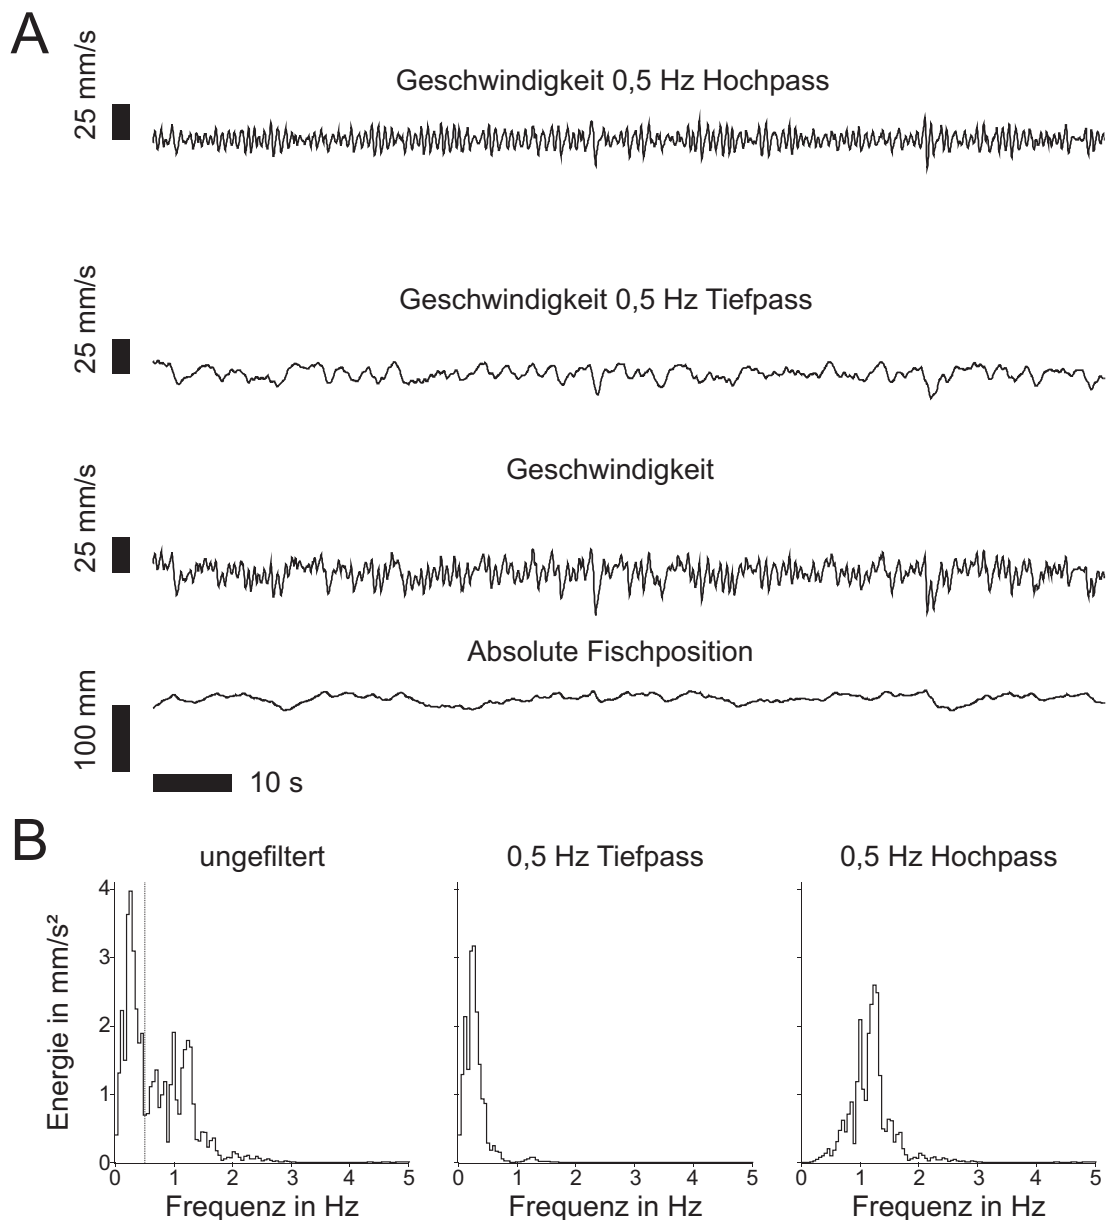 A
Geschwindigkeit 0,5 Hz Hochpass
25 mm/s
Geschwindigkeit 0,5 Hz Tiefpass
25 mm/s
Geschwindigkeit
25 mm/s
Absolute Fischposition
100 mm
10 s
B
ungefiltert
0,5 Hz Tiefpass
0,5 Hz Hochpass
Energie in mm/s²
4
3
2
1
0
0 1 2 3 4 5
0 1 2 3 4 5
0 1 2 3 4 5
Frequenz in Hz
Frequenz in Hz
Frequenz in Hz